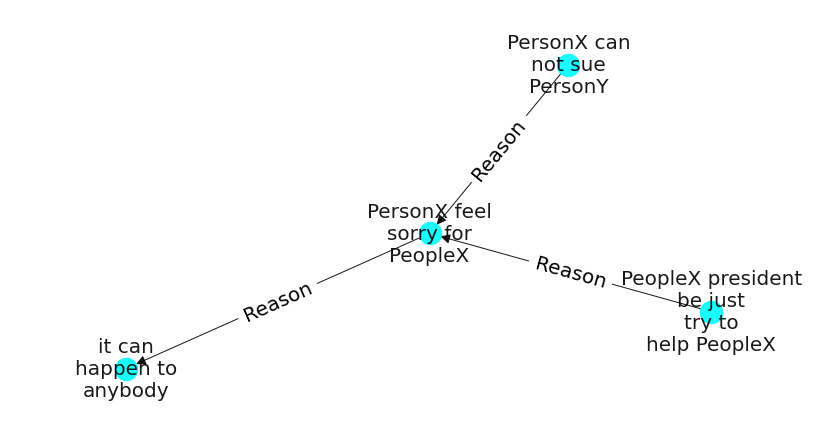 PersonX can
not sue
PersonY
Reason
PersonX feel
sorry for
PeopleX
Reason
PeopleX president
be just
try to
help PeopleX
Reason
it can
happen to
anybody